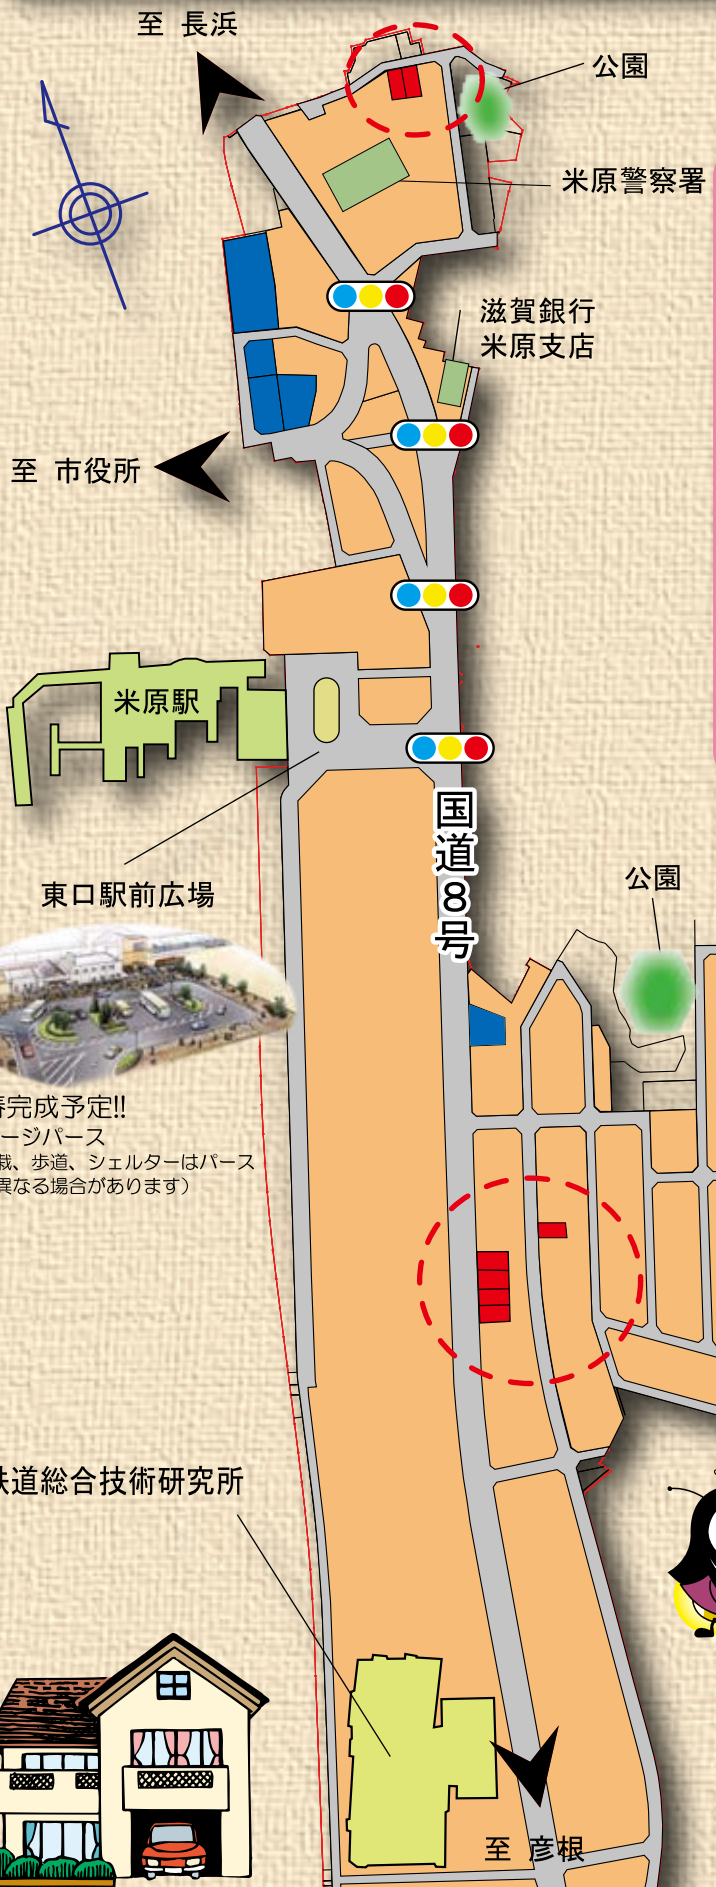 至 長浜
公園
米原警察署
滋賀銀行
米原支店
至 市役所
米原駅
国道8号
東口駅前広場
公園
完成予定!!
ージパース
栽、歩道、シェルターはパース
異なる場合があります）
鉄道総合技術研究所
至 彦根